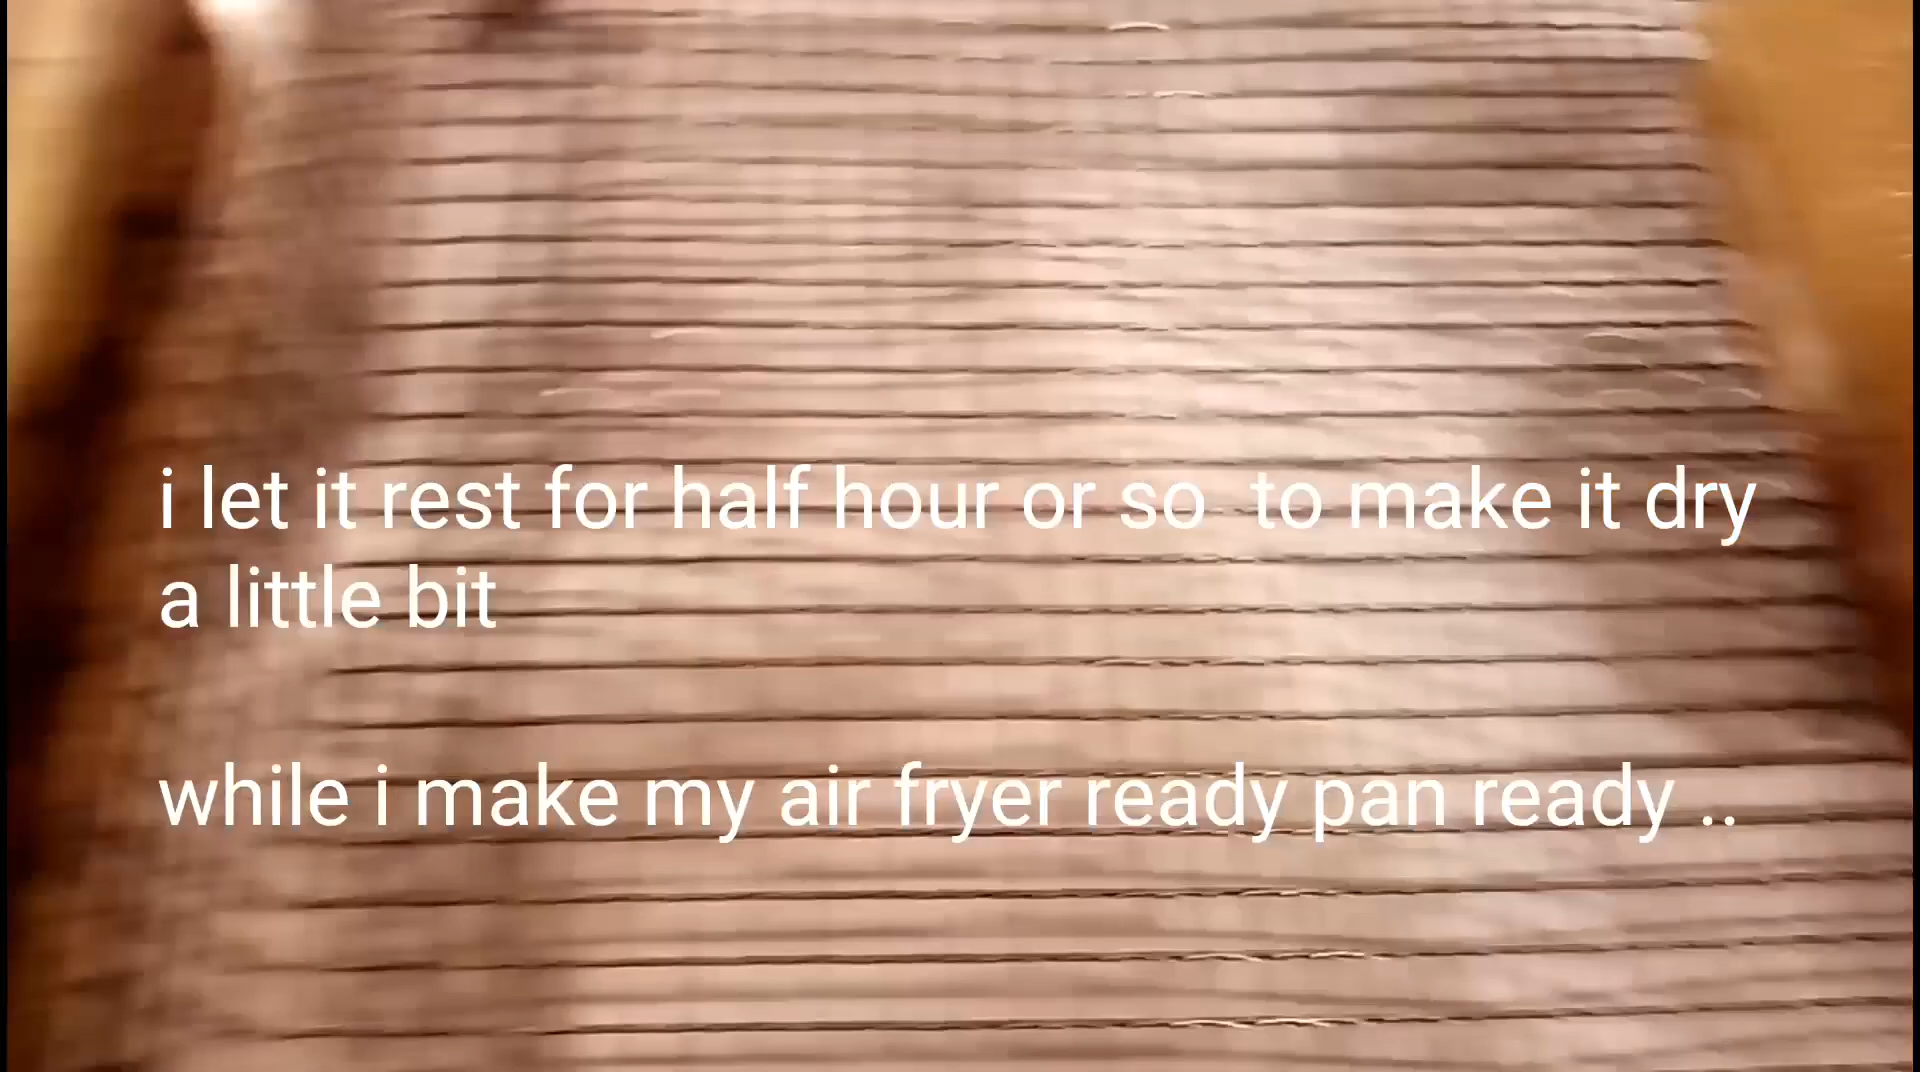 i let it rest for half hour or so  to make it dry
a little bit
while i make my air fryer ready pan ready ..